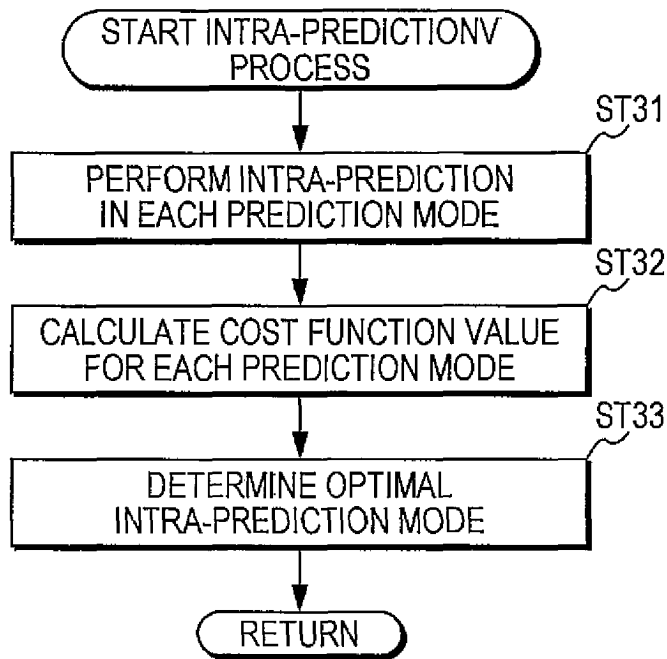 START INTRA-PREDICTIONV
PROCESS
ST31
PERFORM INTRA-PREDICTION
IN EACH PREDICTION MODE
ST32
CALCULATE COST FUNCTION VALUE
FOR EACH PREDICTION MODE
ST33
DETERMINE OPTIMAL
INTRA-PREDICTION MODE
RETURN